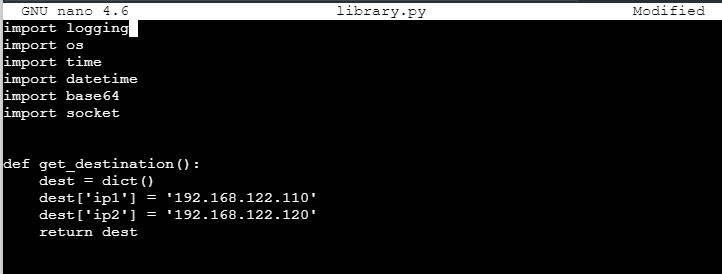 GNU nano 4.6 library.py Modified
import logging
import os
import time
import datetime
import base64
import socket
def get_destination():
    dest = dict()
    dest['ip1'] = '192.168.122.110'
    dest['ip2'] = '192.168.122.120'
    return dest